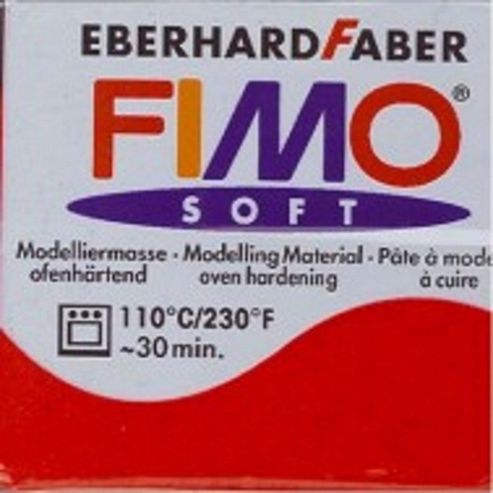 EBERHARDFABER
FIMO®
SOFT
Modelliermasse - Modelling Material - Pâte à mode
ofenhärtend oven hardening à cuire
110°C/230°F
~30 min.